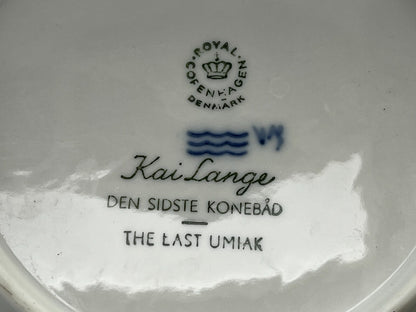 ROYAL
COPENHAGEN
DENMARK
Kai Lange
DEN SIDSTE KONEBÅD
THE LAST UMIAK